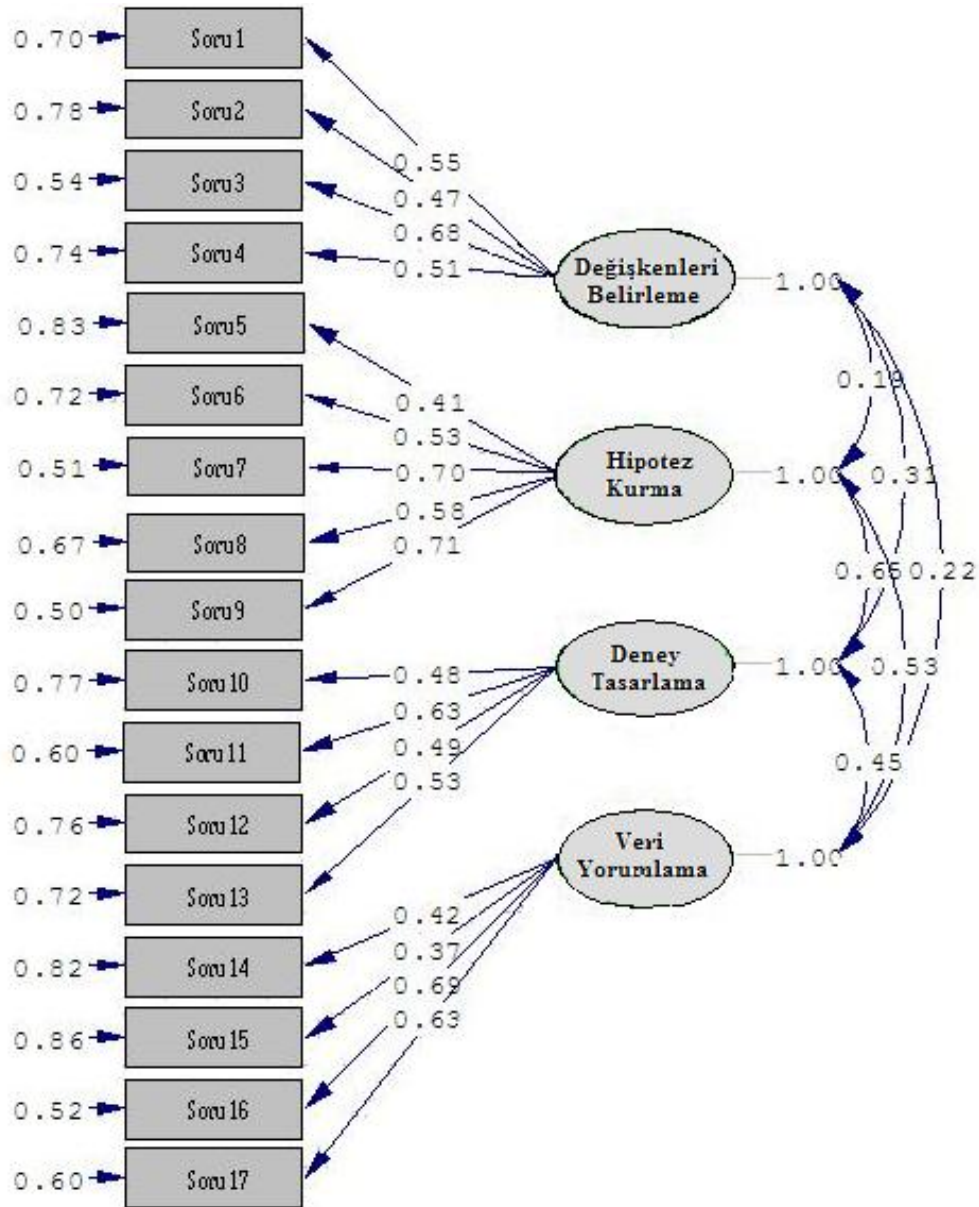 0.70 Soru1
0.78 Soru2
0.54 Soru3
0.74 Soru4
0.83 Soru5
0.72 Soru6
0.51 Soru7
0.67 Soru8
0.50 Soru9
0.77 Soru10
0.60 Soru11
0.76 Soru12
0.72 Soru13
0.82 Soru14
0.86 Soru15
0.52 Soru16
0.60 Soru17
0.55
0.47
0.68
0.51
0.41
0.53
0.70
0.58
0.71
0.48
0.63
0.49
0.53
0.42
0.37
0.69
0.63
Değişkenleri
Belirleme
1.00
Hipotez
Kurma
1.00
Deney
Tasarlama
1.00
Veri
Yorumlama
1.00
0.19
0.31
0.65
0.22
0.53
0.45